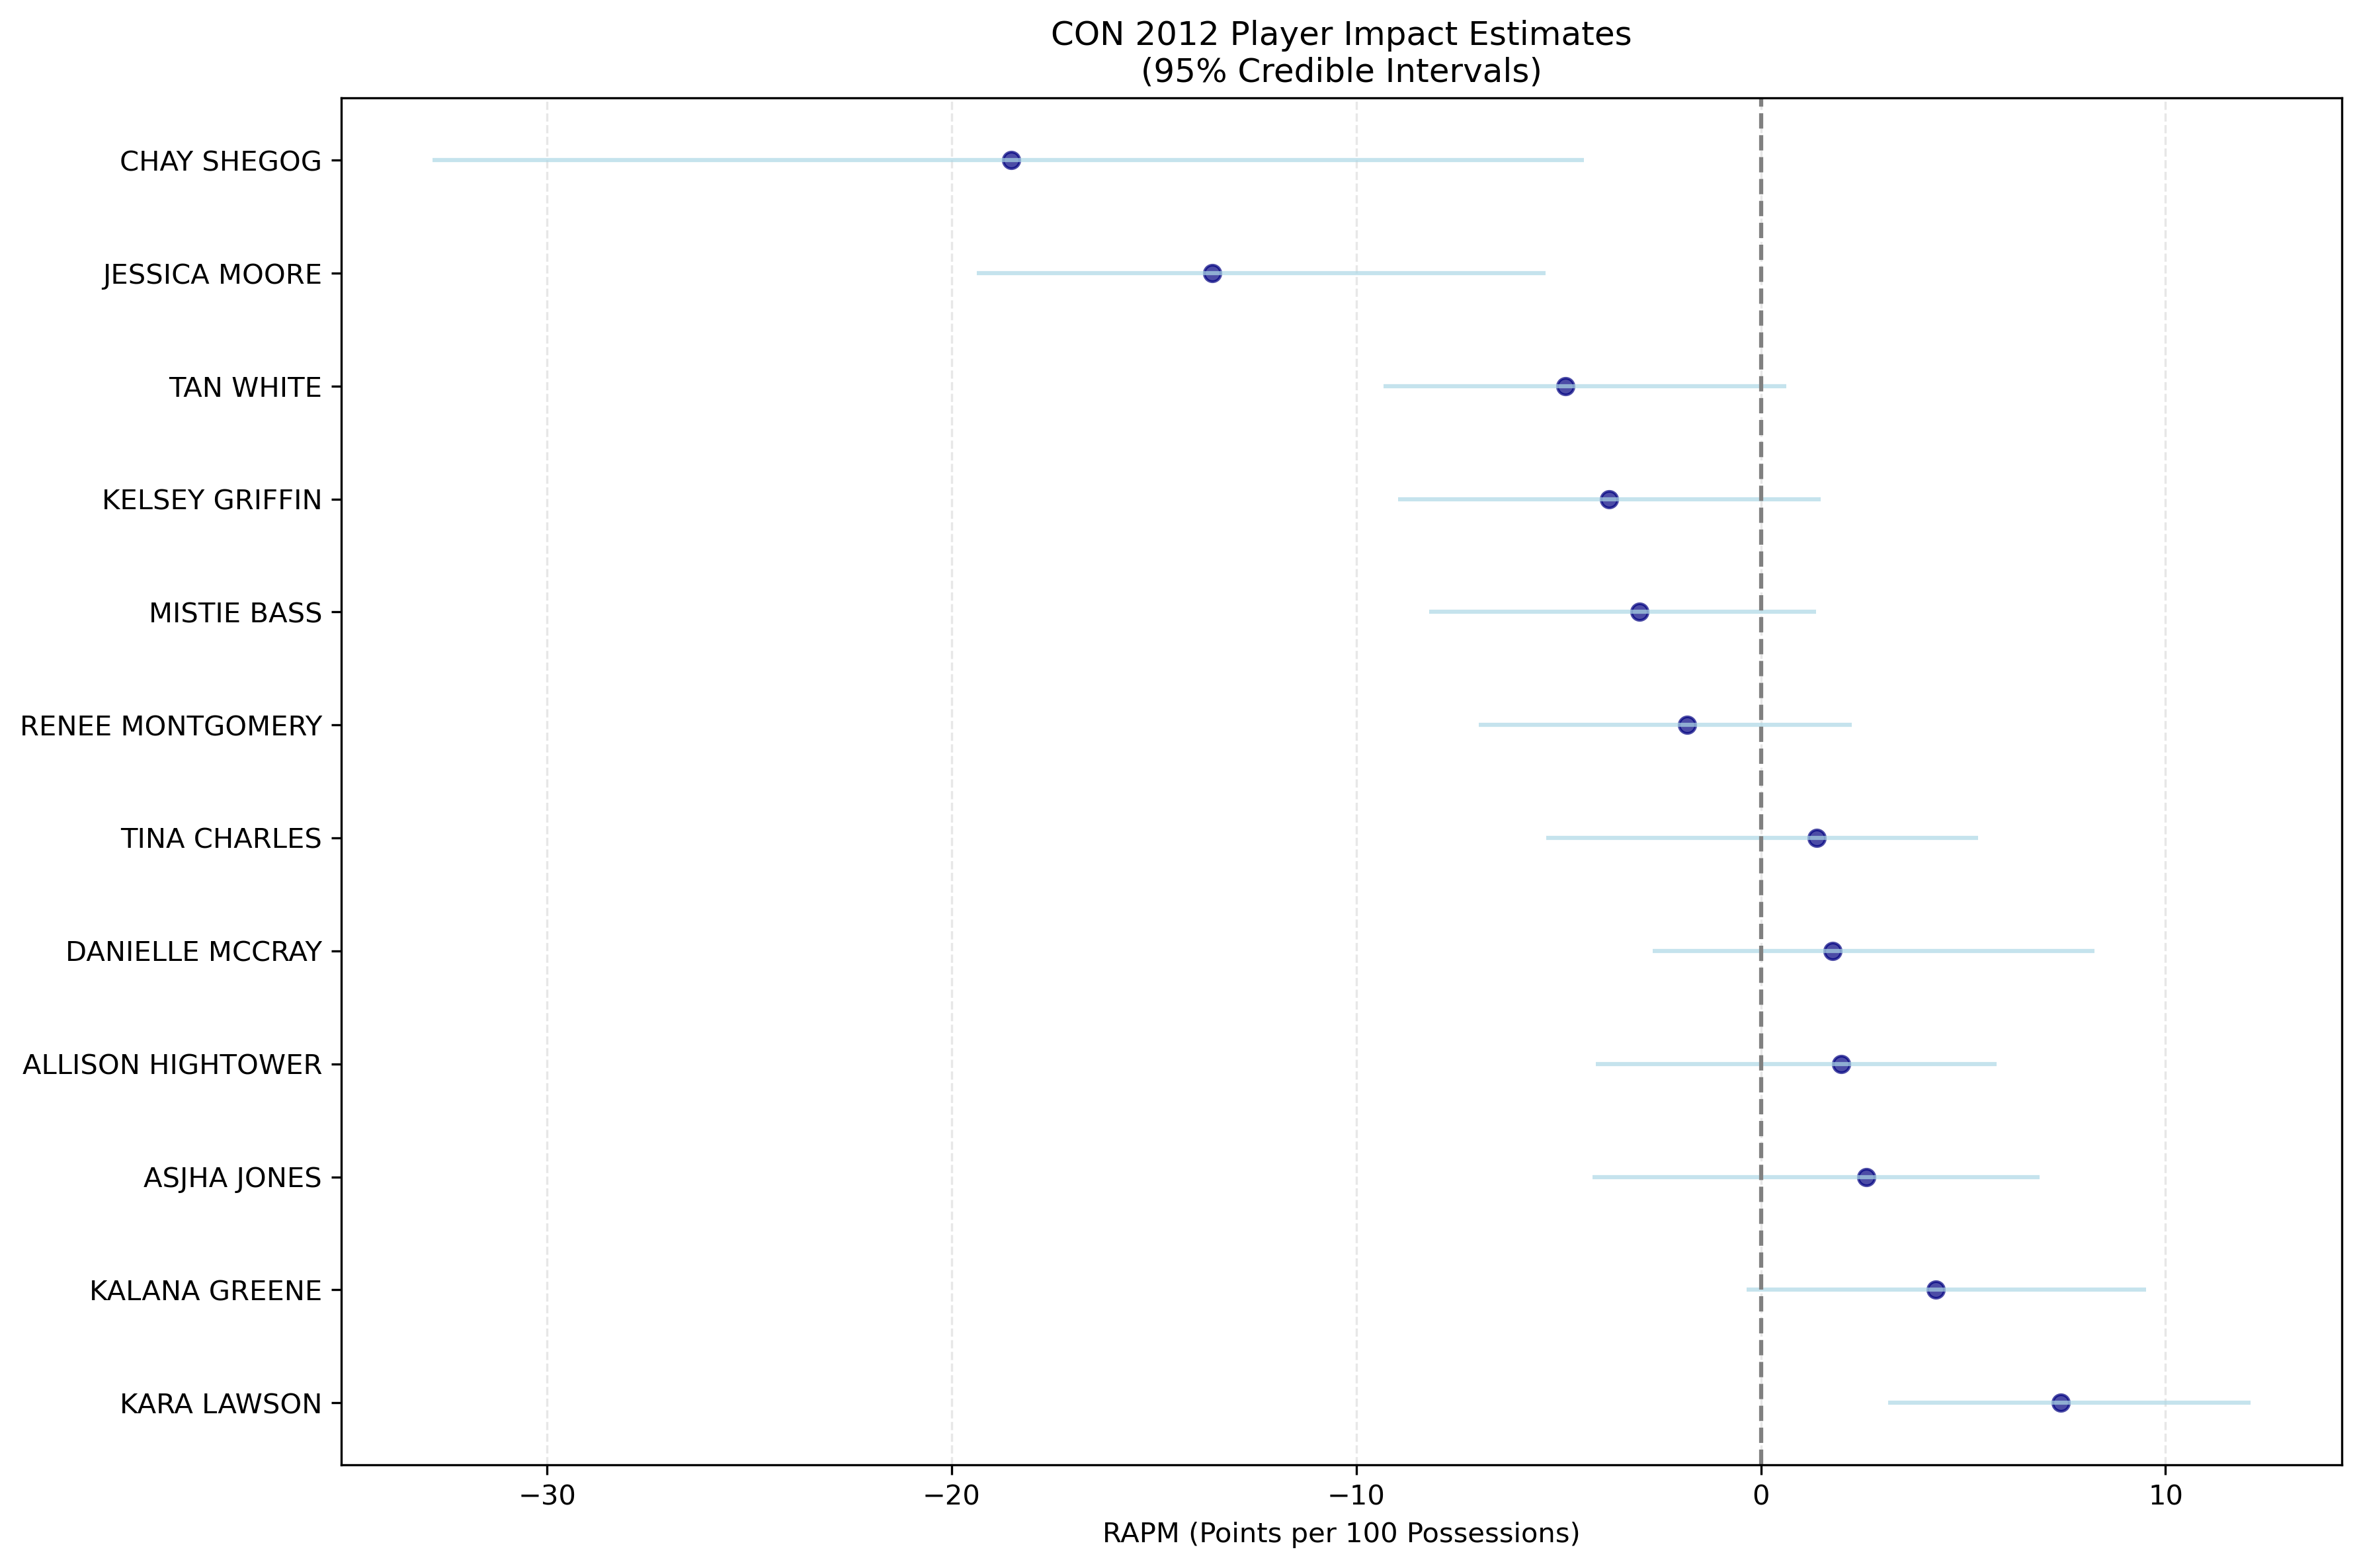 CON 2012 Player Impact Estimates
(95% Credible Intervals)
CHAY SHEGOG
JESSICA MOORE
TAN WHITE
KELSEY GRIFFIN
MISTIE BASS
RENEE MONTGOMERY
TINA CHARLES
DANIELLE MCCRAY
ALLISON HIGHTOWER
ASJHA JONES
KALANA GREENE
KARA LAWSON
−30 −20 −10 0 10
RAPM (Points per 100 Possessions)